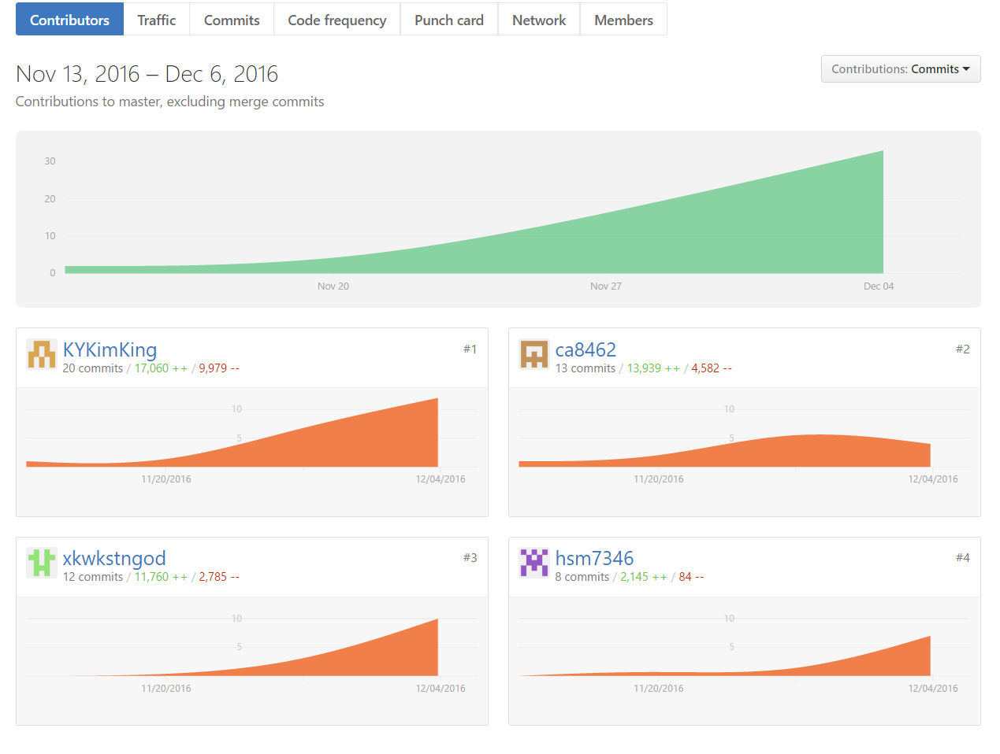 Contributors Traffic Commits Code frequency Punch card Network Members
Nov 13, 2016 – Dec 6, 2016
Contributions: Commits
Contributions to master, excluding merge commits
30
20
10
0
Nov 20 Nov 27 Dec 04
KYKimKing #1
20 commits / 17,060 ++ / 9,979 --
10
5
11/20/2016 12/04/2016
ca8462 #2
13 commits / 13,939 ++ / 4,582 --
10
5
11/20/2016 12/04/2016
xkwkstngod #3
12 commits / 11,760 ++ / 2,785 --
10
5
11/20/2016 12/04/2016
hsm7346 #4
8 commits / 2,145 ++ / 84 --
10
5
11/20/2016 12/04/2016